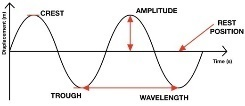 CREST
AMPLITUDE
REST
POSITION
Displacement (m)
Time (s)
TROUGH
WAVELENGTH